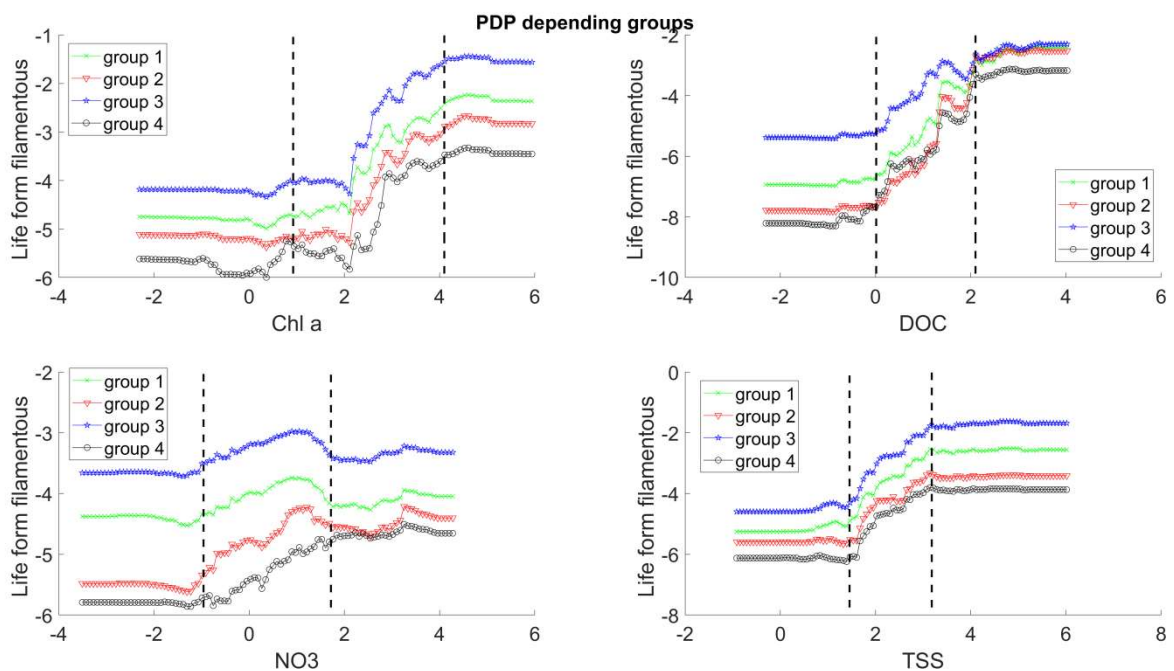 PDP depending groups
-1
-2
-3
-4
-5
-6
Life form filamentous
group 1
group 2
group 3
group 4
-4 -2 0 2 4 6
Chl a
-2
-4
-6
-8
-10
Life form filamentous
group 1
group 2
group 3
group 4
-4 -2 0 2 4 6
DOC
-2
-3
-4
-5
-6
Life form filamentous
group 1
group 2
group 3
group 4
-4 -2 0 2 4 6
NO3
0
-2
-4
-6
-8
Life form filamentous
group 1
group 2
group 3
group 4
-2 0 2 4 6 8
TSS